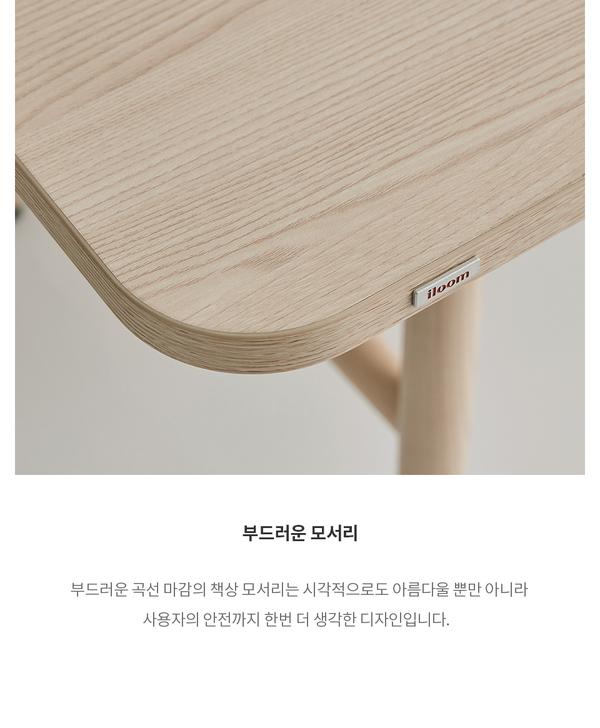 iloom
부드러운 모서리
부드러운 곡선 마감의 책상 모서리는 시각적으로도 아름다울 뿐만 아니라
사용자의 안전까지 한번 더 생각한 디자인입니다.